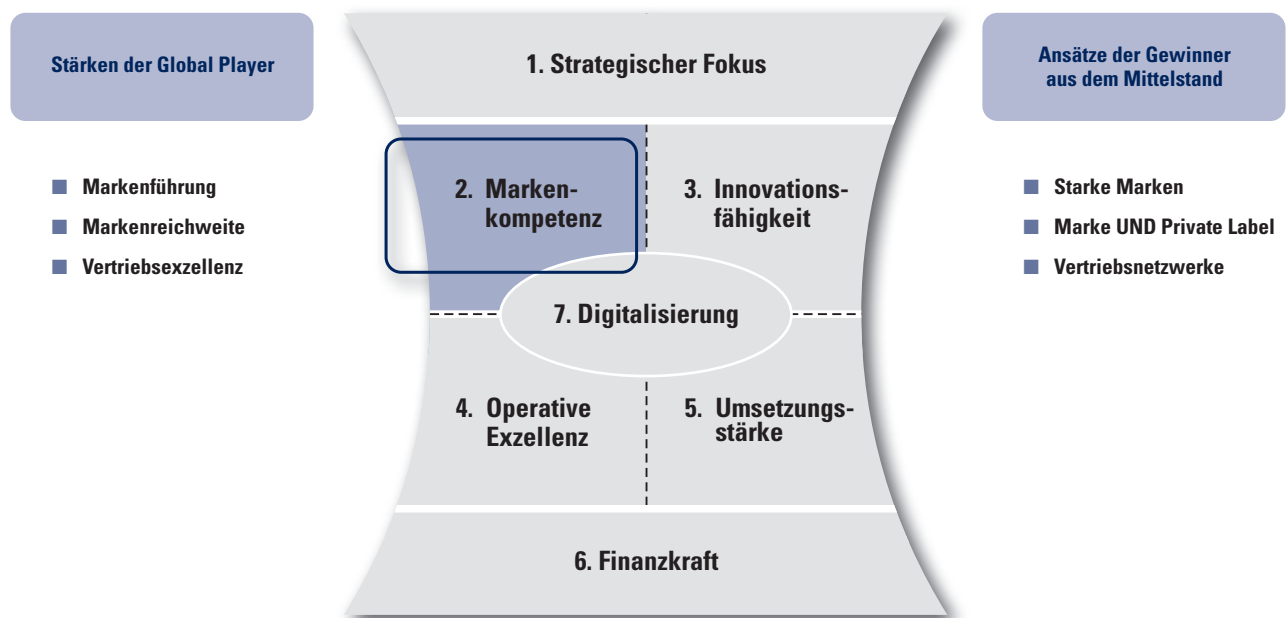 Stärken der Global Player
Markenführung
Markenreichweite
Vertriebsexzellenz
1. Strategischer Fokus
2. Marken-
kompetenz
3. Innovations-
fähigkeit
7. Digitalisierung
4. Operative
Exzellenz
5. Umsetzungs-
stärke
6. Finanzkraft
Ansätze der Gewinner
aus dem Mittelstand
Starke Marken
Marke UND Private Label
Vertriebsnetzwerke